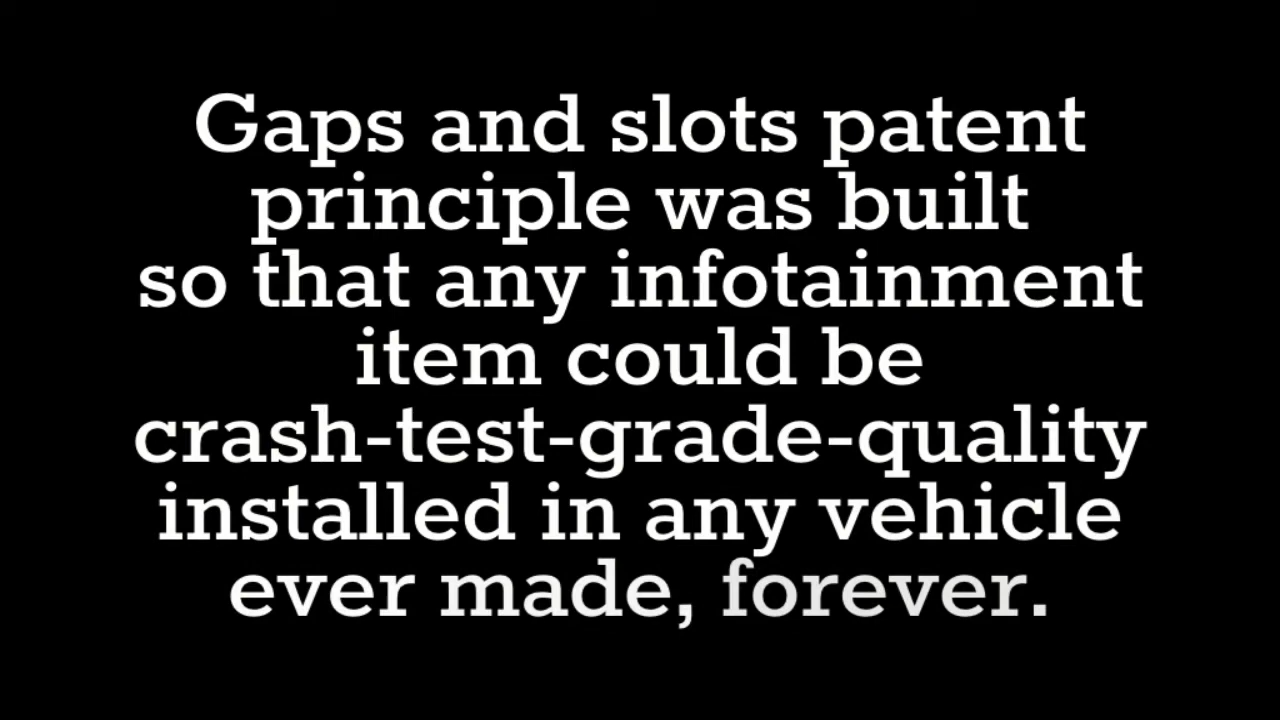 Gaps and slots patent
principle was built
so that any infotainment
item could be
crash-test-grade-quality
installed in any vehicle
ever made, forever.